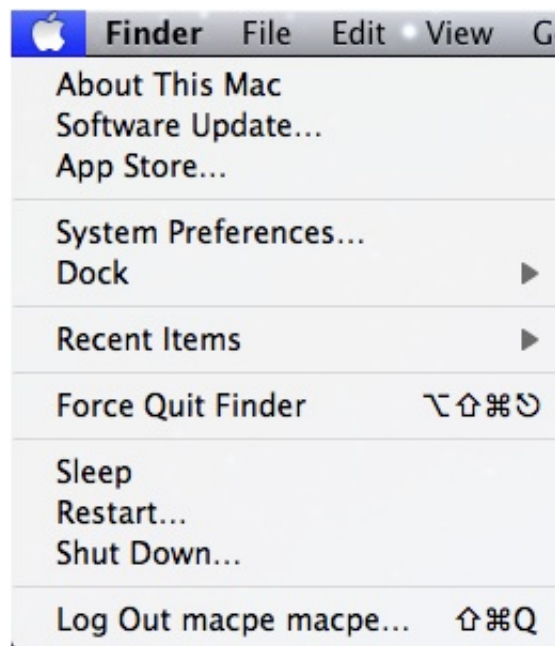 Finder File Edit View G
About This Mac
Software Update...
App Store...
System Preferences...
Dock ▶
Recent Items ▶
Force Quit Finder ⌥⇧⌘⎋
Sleep
Restart...
Shut Down...
Log Out macpe macpe... ⇧⌘Q